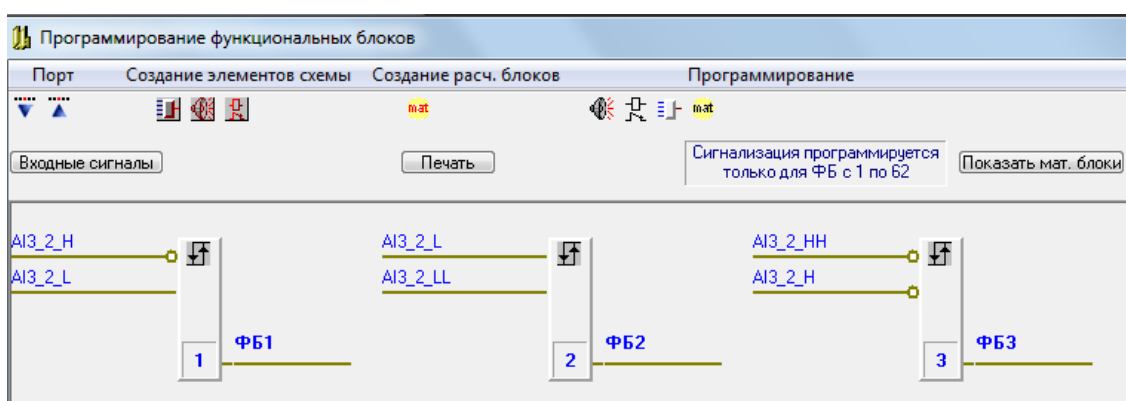 Программирование функциональных блоков
Порт Создание элементов схемы Создание расч. блоков Программирование
mat mat
Входные сигналы Печать Сигнализация программируется только для ФБ с 1 по 62 Показать мат. блоки
AI3_2_H AI3_2_L AI3_2_HH
AI3_2_L AI3_2_LL AI3_2_H
ФБ1 ФБ2 ФБ3
1 2 3